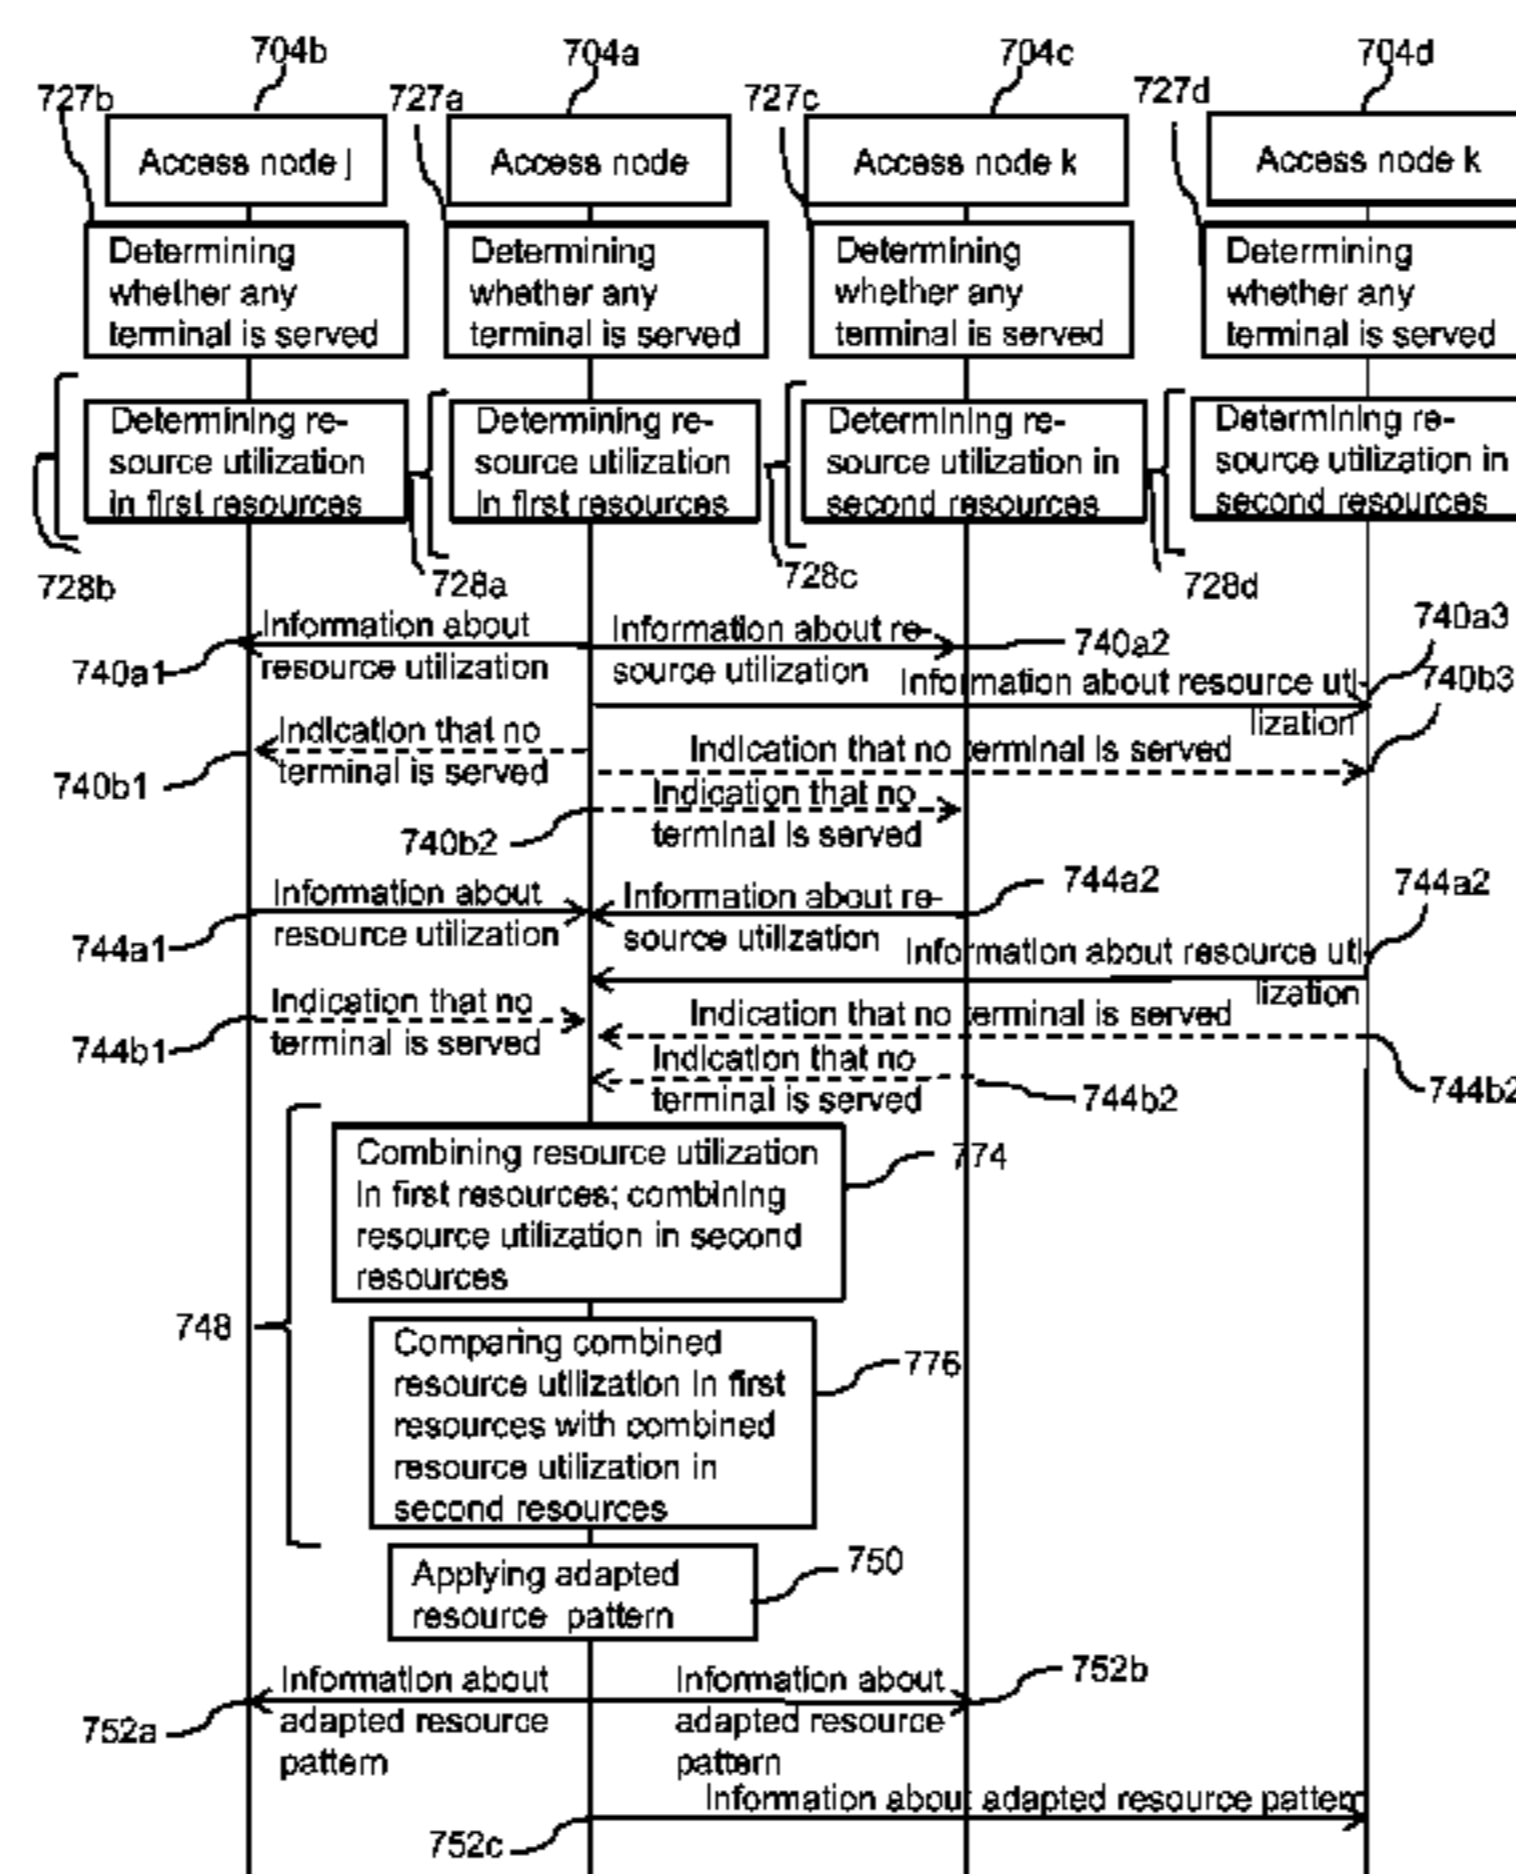 704b
704a
704c
704d
727b
727a
727c
727d
Access node j
Access node
Access node k
Access node k
Determining
whether any
terminal is served
Determining
whether any
terminal is served
Determining
whether any
terminal is served
Determining
whether any
terminal is served
Determining re-
source utilization
in first resources
Determining re-
source utilization
in first resources
Determining re-
source utilization in
second resources
Determining re-
source utilization in
second resources
728b
728a
728c
728d
Information about
resource utilization
740a1
Information about re-
source utilization
740a2
740a3
Information about resource uti-
lization
740b3
Indication that no
terminal is served
740b1
Indication that no terminal is served
Indication that no
terminal is served
740b2
Information about
resource utilization
744a1
Information about re-
source utilization
744a2
744a2
Information about resource uti-
lization
Indication that no
terminal is served
744b1
Indication that no terminal is served
744b2
Indication that no
terminal is served
744b2
Combining resource utilization
in first resources; combining
resource utilization in second
resources
774
748
Comparing combined
resource utilization in first
resources with combined
resource utilization in
second resources
776
Applying adapted
resource pattern
750
Information about
adapted resource
pattern
752a
Information about
adapted resource
pattern
752b
Information about adapted resource pattern
752c